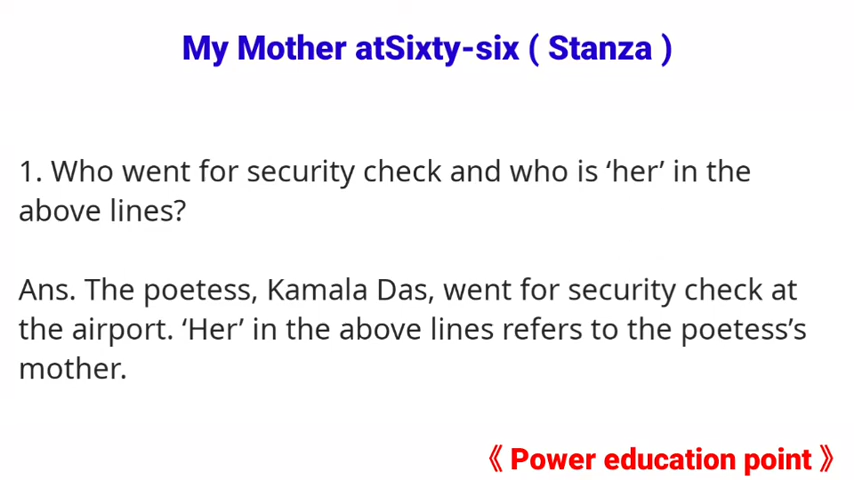 My Mother atSixty-six ( Stanza )
1. Who went for security check and who is ‘her’ in the
above lines?
Ans. The poetess, Kamala Das, went for security check at
the airport. ‘Her’ in the above lines refers to the poetess’s
mother.
《 Power education point 》